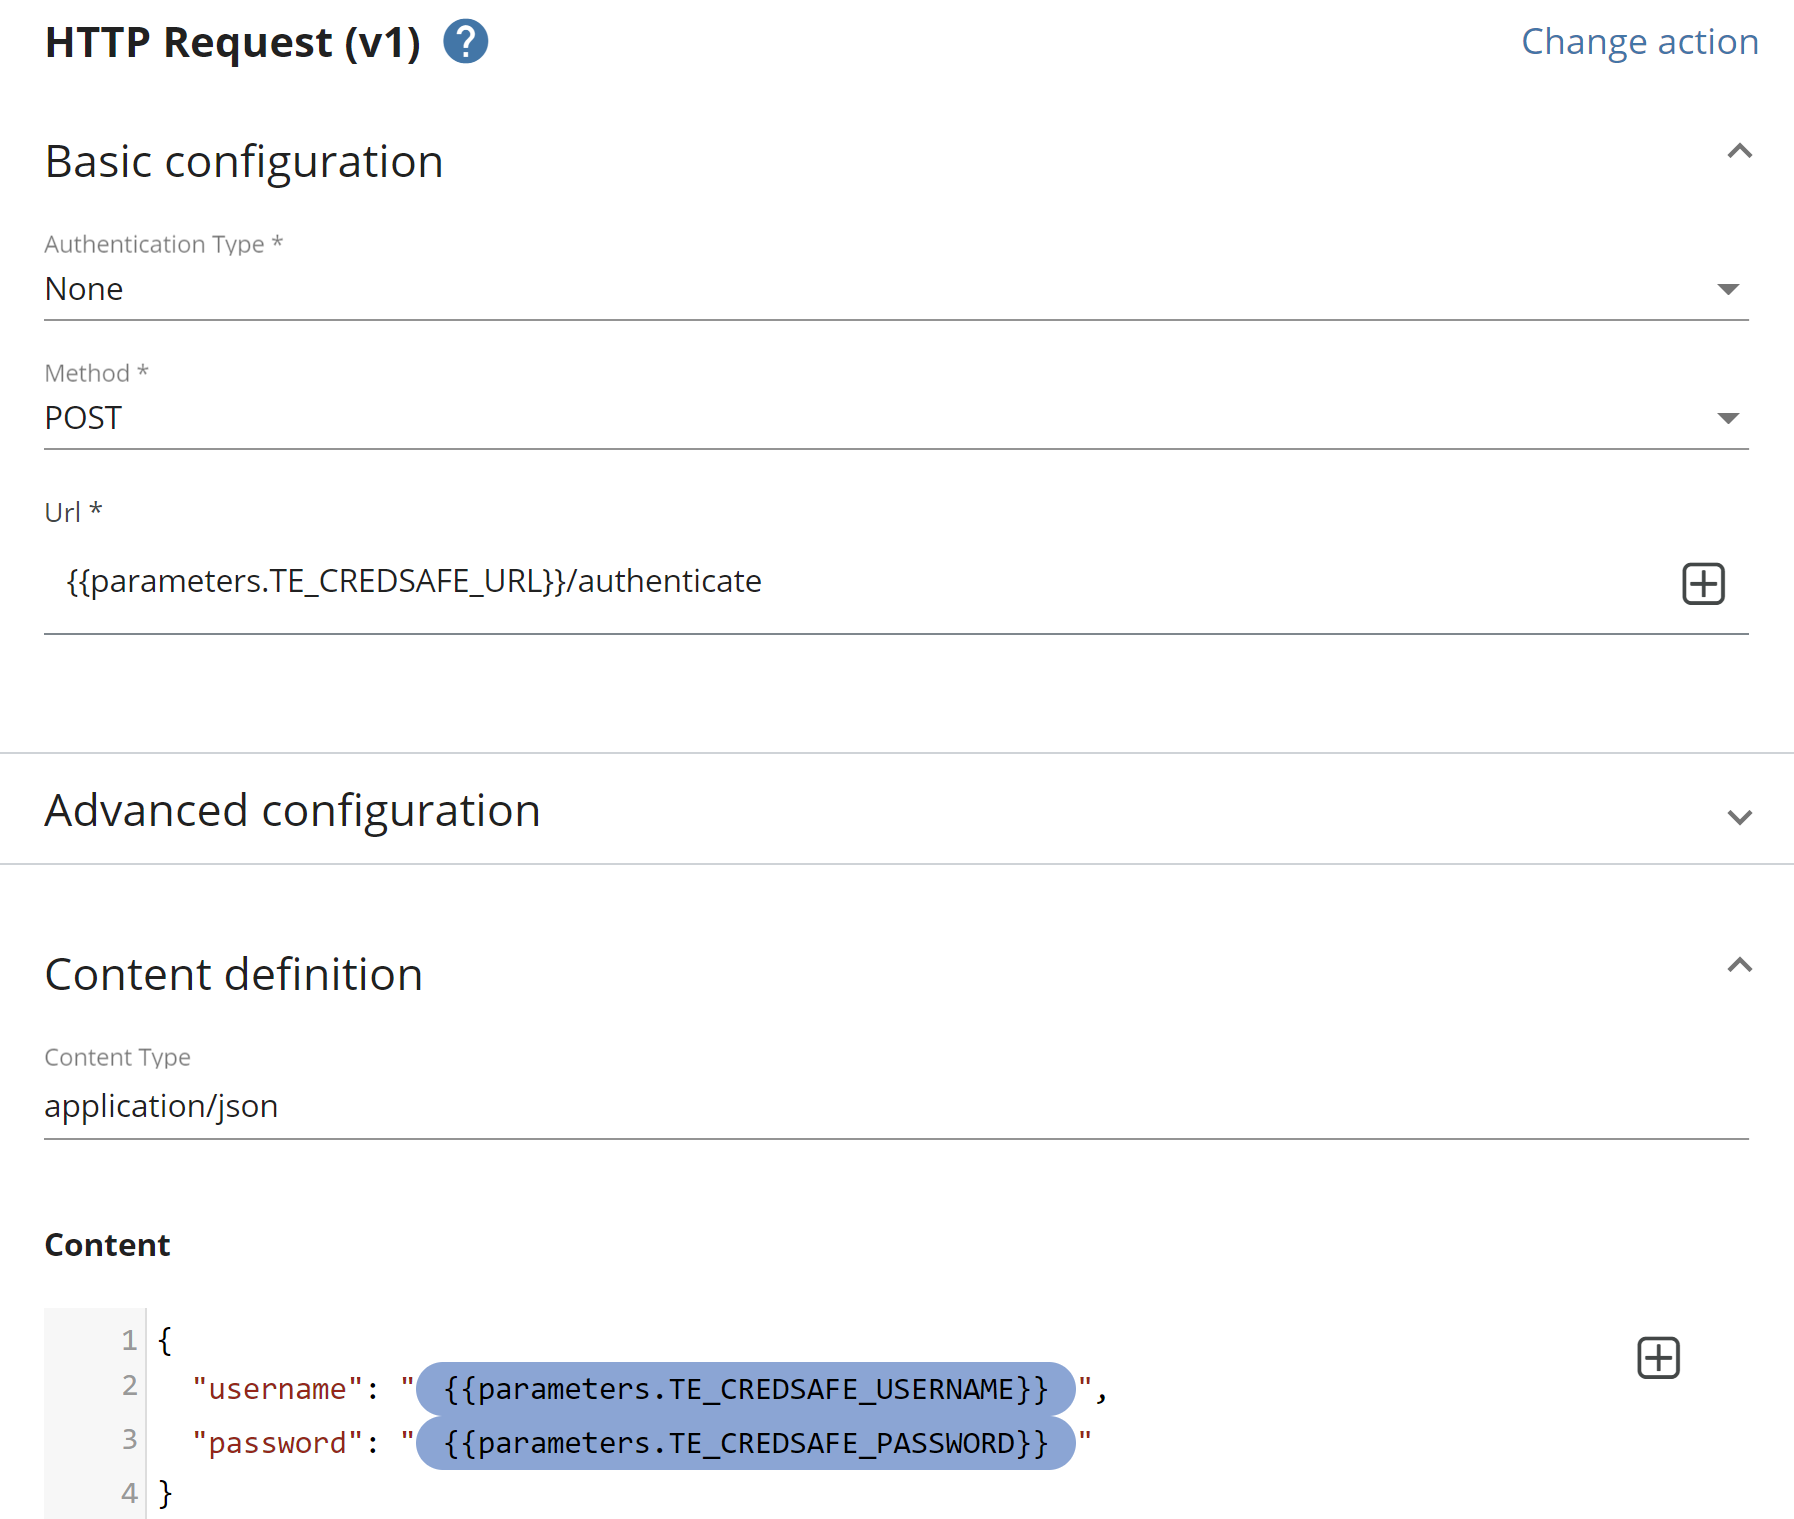 HTTP Request (v1) ?
Change action
Basic configuration
Authentication Type *
None
Method *
POST
Url *
{{parameters.TE_CREDSAFE_URL}}/authenticate
Advanced configuration
Content definition
Content Type
application/json
Content
1 {
2 "username": "{{parameters.TE_CREDSAFE_USERNAME}}",
3 "password": "{{parameters.TE_CREDSAFE_PASSWORD}}"
4 }